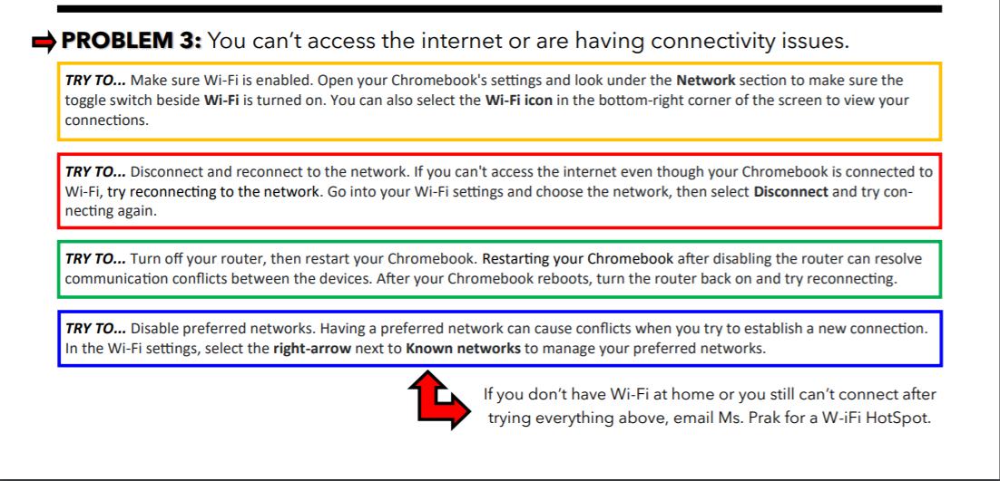 PROBLEM 3: You can't access the internet or are having connectivity issues.
TRY TO... Make sure Wi-Fi is enabled. Open your Chromebook's settings and look under the Network section to make sure the
toggle switch beside Wi-Fi is turned on. You can also select the Wi-Fi icon in the bottom-right corner of the screen to view your
connections.
TRY TO... Disconnect and reconnect to the network. If you can't access the internet even though your Chromebook is connected to
Wi-Fi, try reconnecting to the network. Go into your Wi-Fi settings and choose the network, then select Disconnect and try con-
necting again.
TRY TO... Turn off your router, then restart your Chromebook. Restarting your Chromebook after disabling the router can resolve
communication conflicts between the devices. After your Chromebook reboots, turn the router back on and try reconnecting.
TRY TO... Disable preferred networks. Having a preferred network can cause conflicts when you try to establish a new connection.
In the Wi-Fi settings, select the right-arrow next to Known networks to manage your preferred networks.
If you don't have Wi-Fi at home or you still can't connect after
trying everything above, email Ms. Prak for a W-iFi HotSpot.